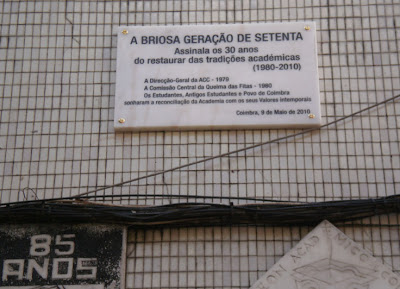 A BRIOSA GERAÇÃO DE SETENTA
Assinala os 30 anos
do restaurar das tradições académicas
(1980-2010)
A Direcção-Geral da ACC - 1979
A Comissão Central da Queima das Fitas - 1980
Os Estudantes, Antigos Estudantes e Povo de Coimbra
sonharam a reconciliação da Academia com os seus Valores Intemporais
Coimbra, 9 de Maio de 2010
85
ANOS